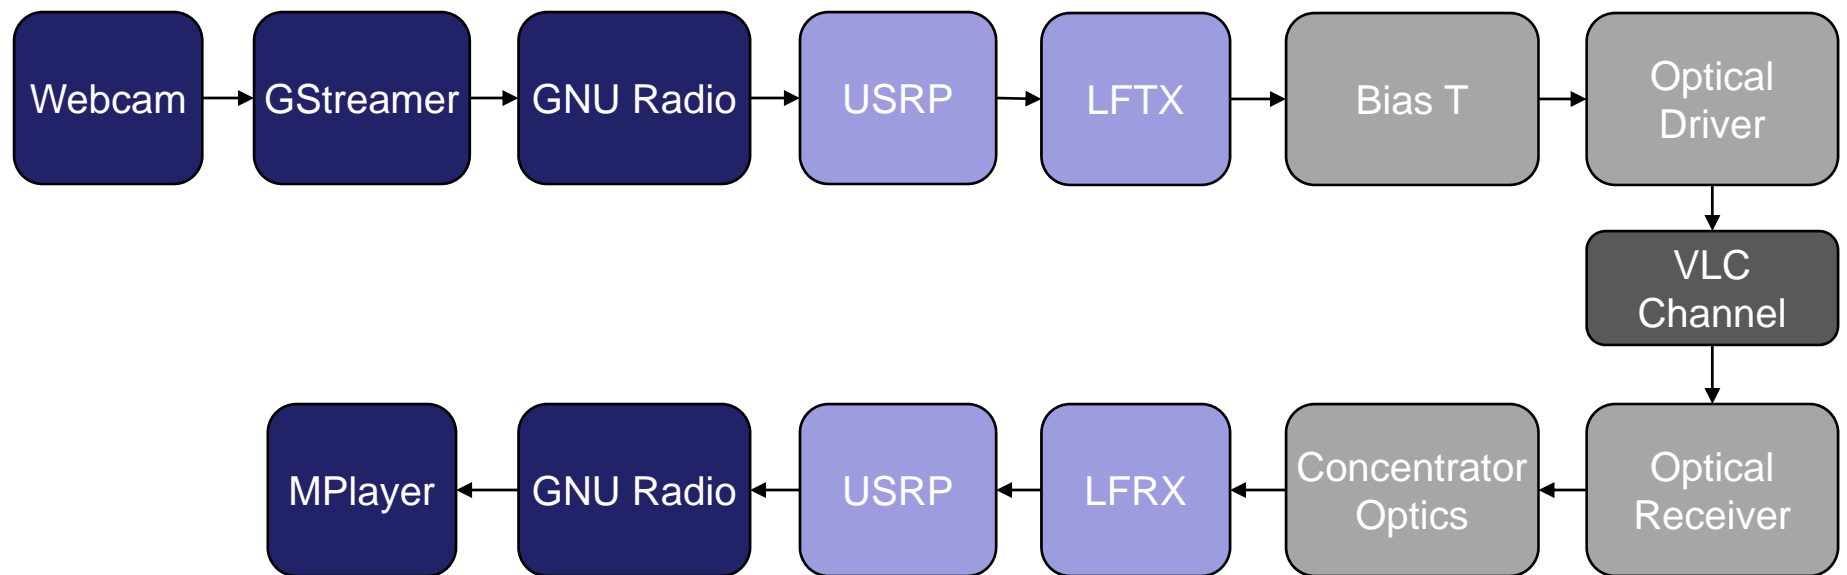 Webcam
GStreamer
GNU Radio
USRP
LFTX
Bias T
Optical
Driver
VLC
Channel
MPlayer
GNU Radio
USRP
LFRX
Concentrator
Optics
Optical
Receiver